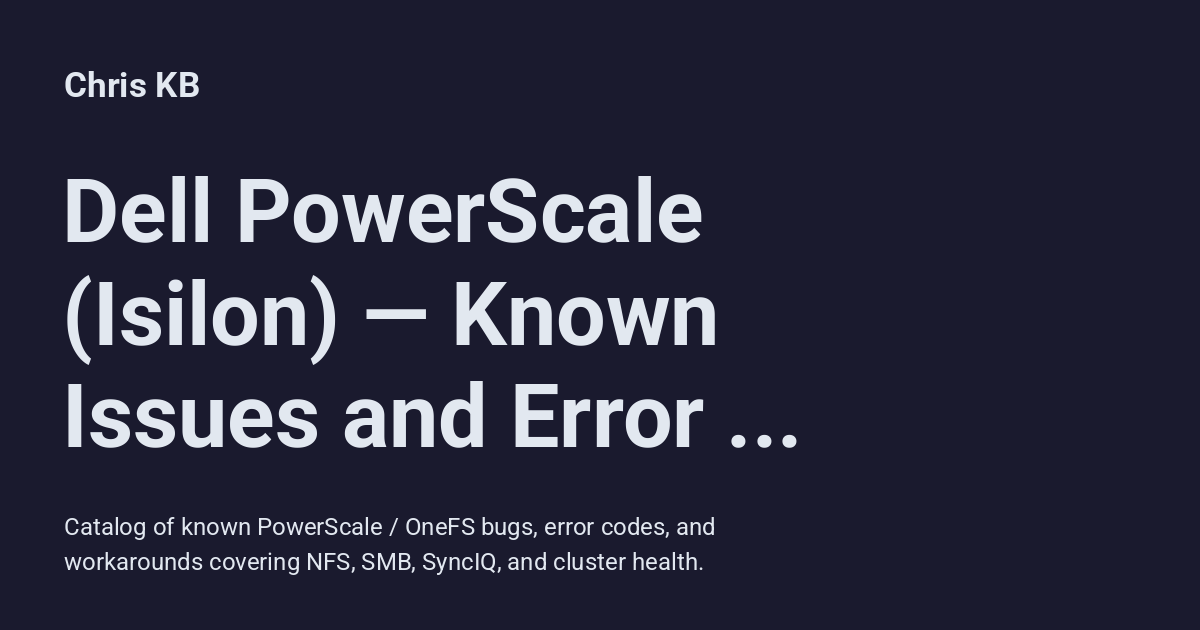 Chris KB
Dell PowerScale
(Isilon) — Known
Issues and Error ...
Catalog of known PowerScale / OneFS bugs, error codes, and
workarounds covering NFS, SMB, SyncIQ, and cluster health.